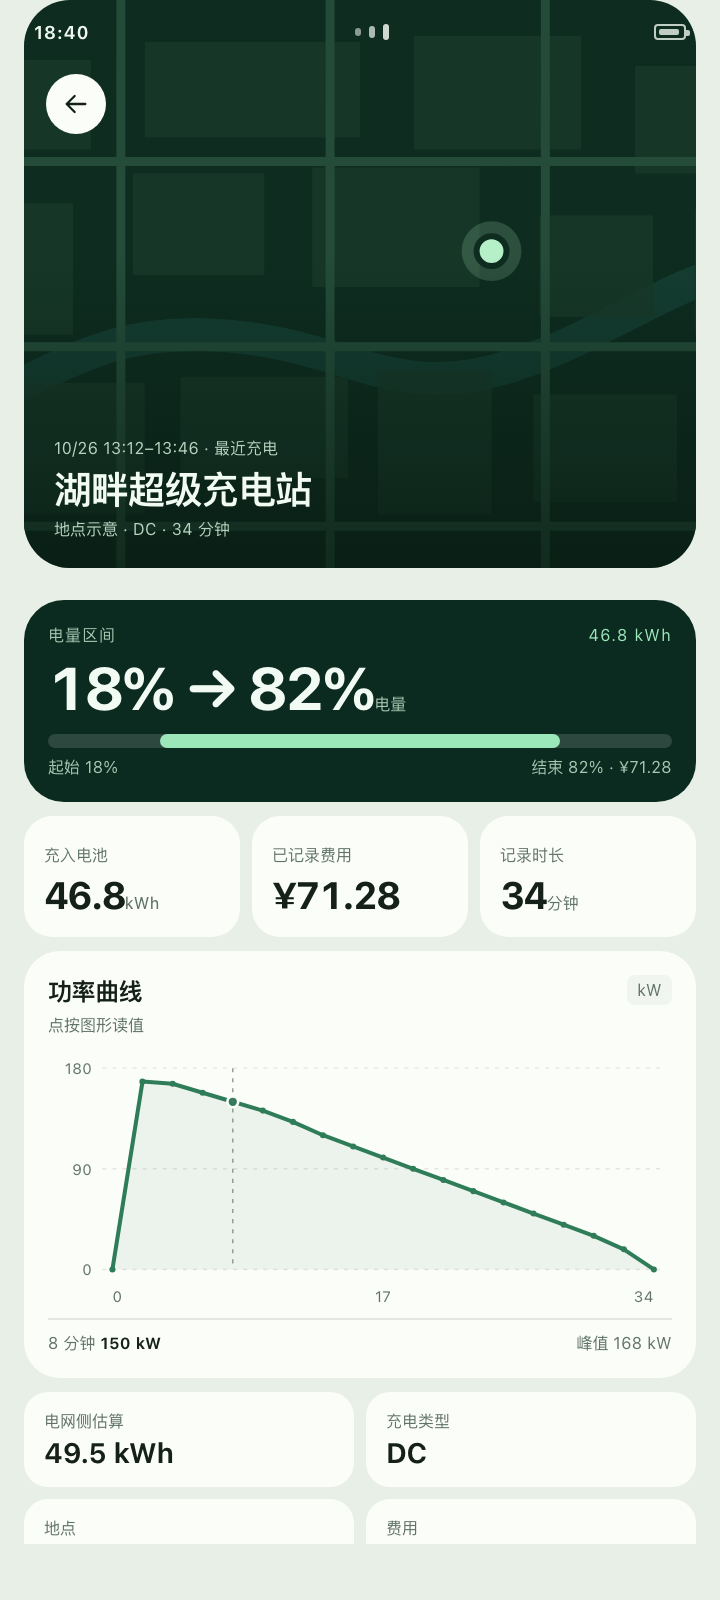 18:40
10/26 13:12–13:46 · 最近充电
湖畔超级充电站
地点示意 · DC · 34 分钟
电量区间
46.8 kWh
18% → 82%电量
起始 18%
结束 82% · ¥71.28
充入电池
46.8kWh
已记录费用
¥71.28
记录时长
34分钟
功率曲线
kW
点按图形读值
180
90
0
0
17
34
8 分钟 150 kW
峰值 168 kW
电网侧估算
49.5 kWh
充电类型
DC
地点
费用